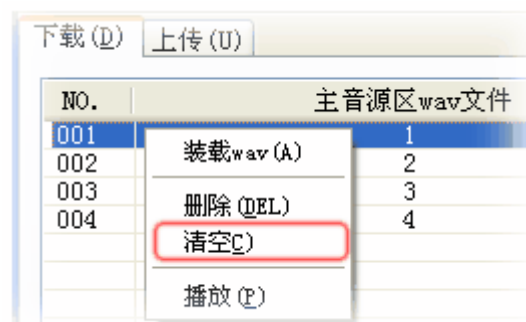 下载(D) 上传(U)
NO. 主音源区wav文件
001 1
002 2
003 3
004 4
装载wav(A)
删除(DEL)
清空C)
播放(P)